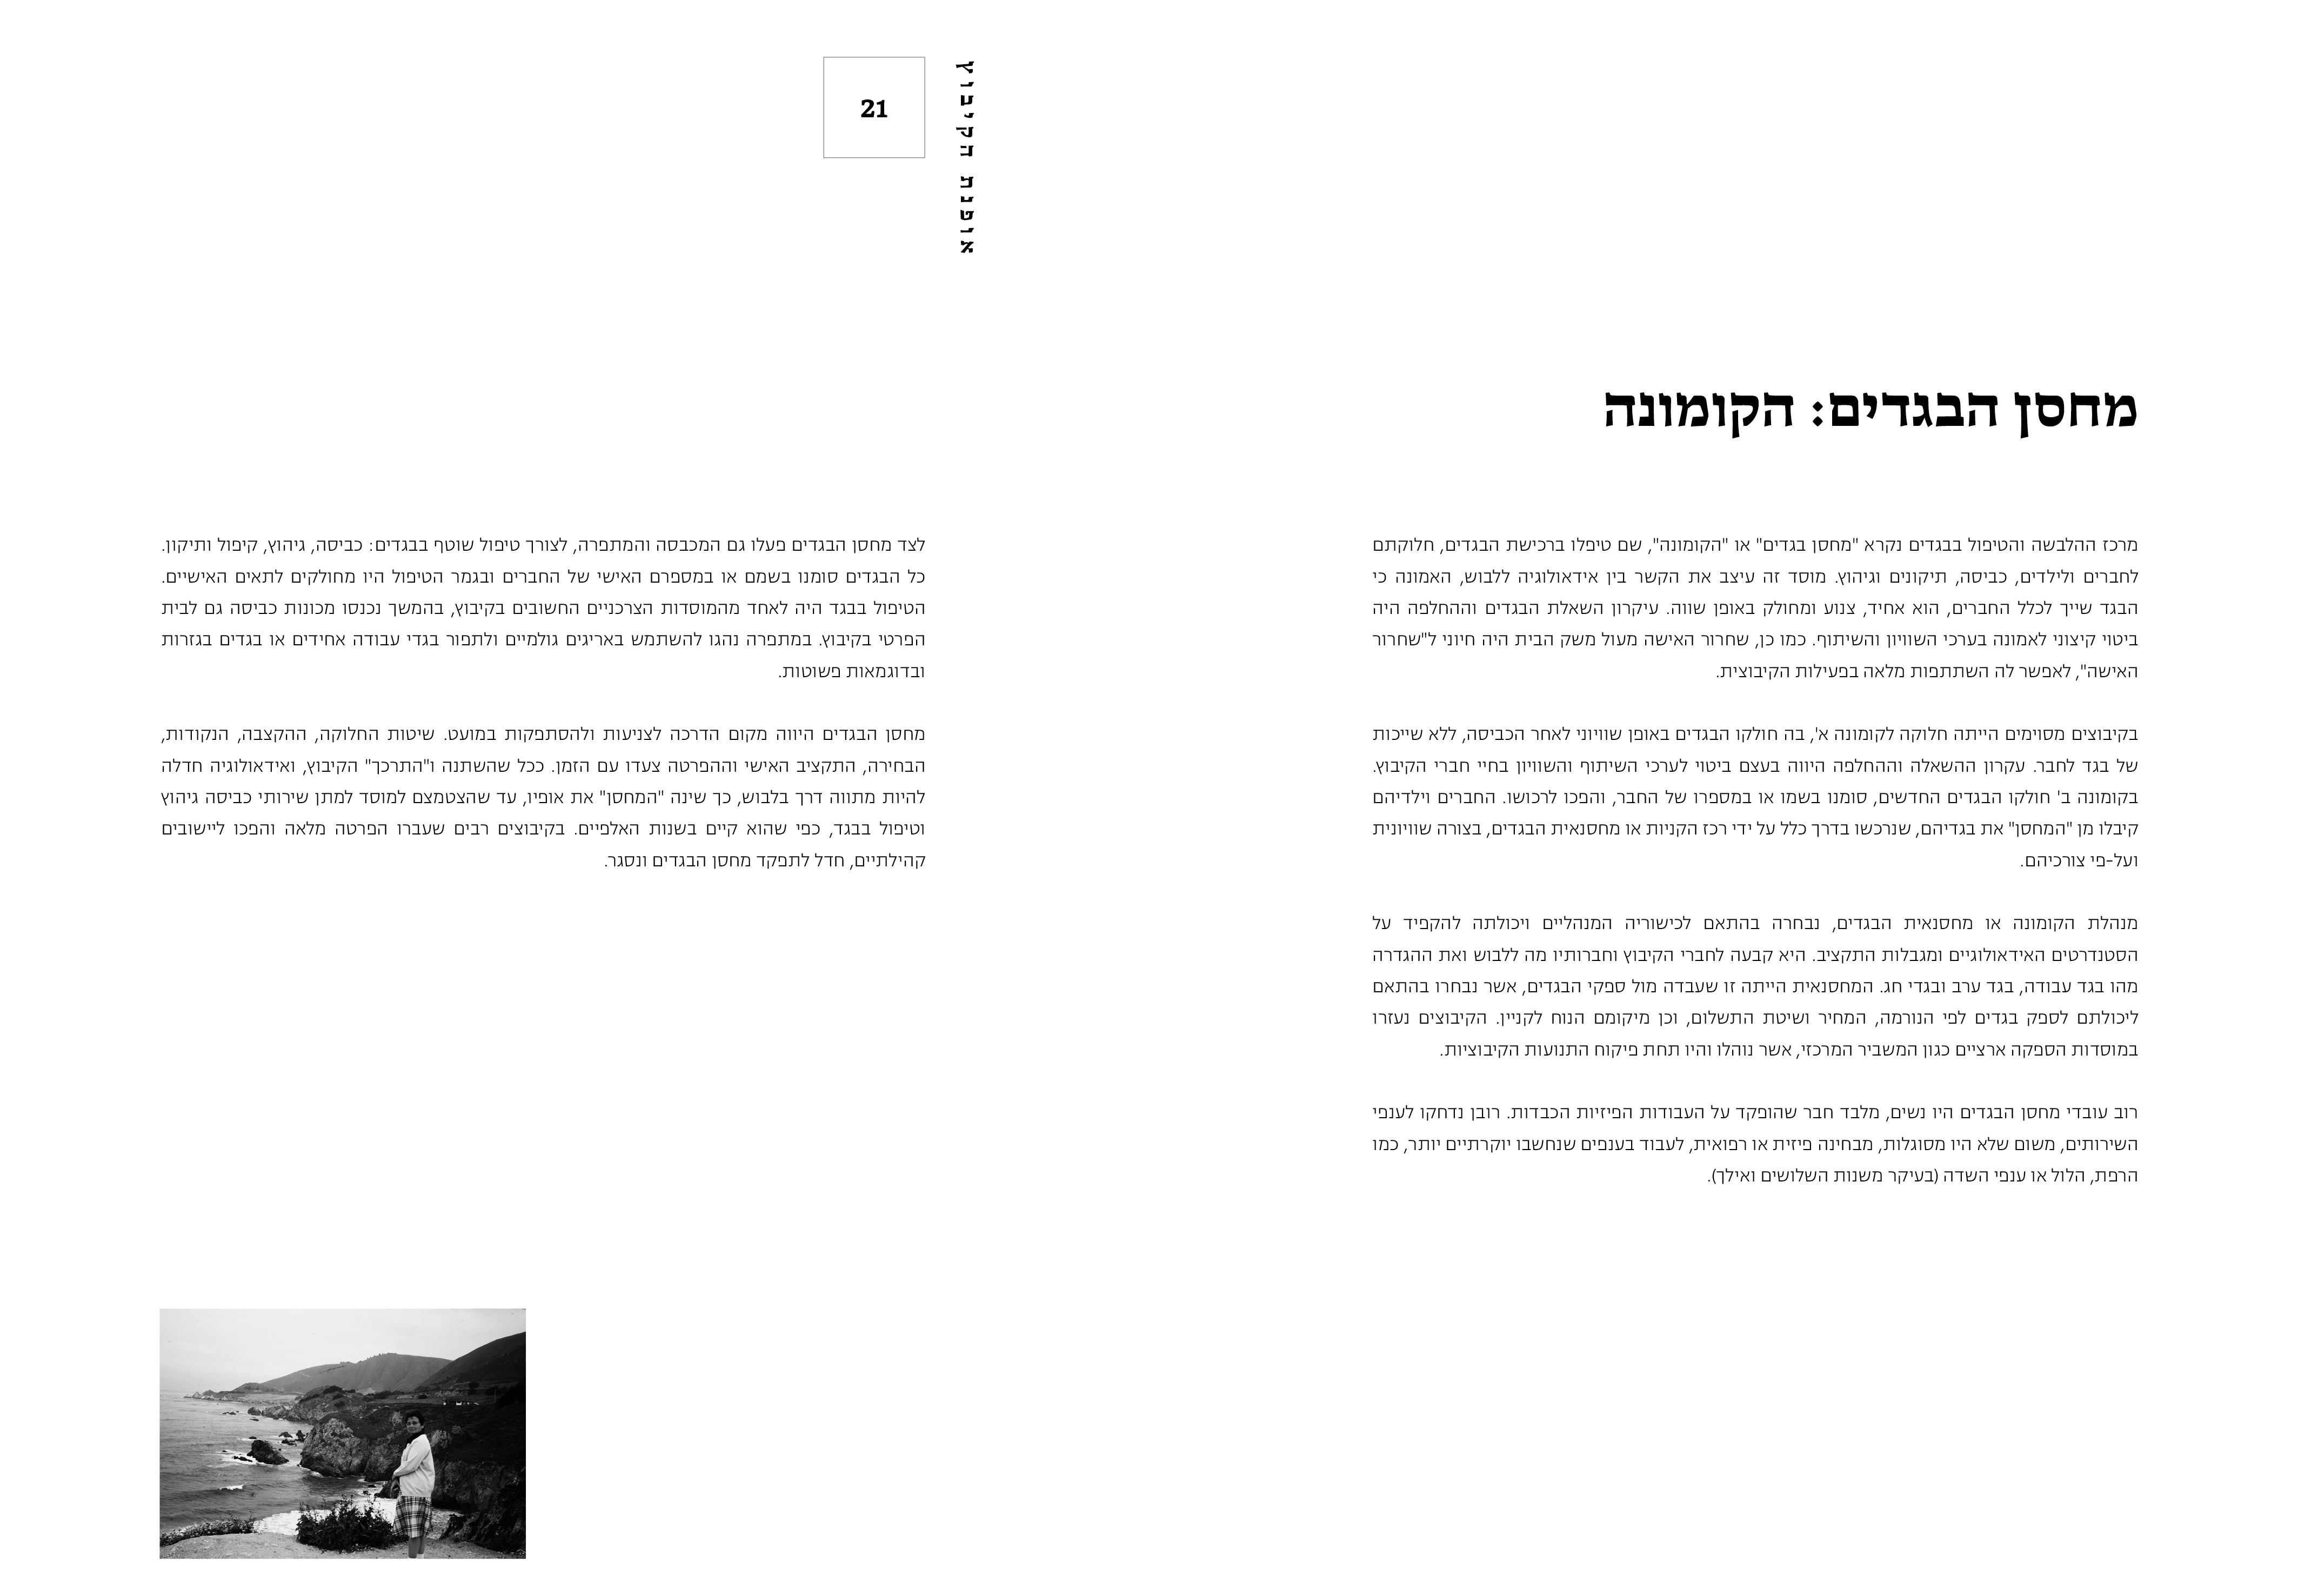 מחסן הבגדים: הקומונה
מרכז ההלבשה והטיפול בבגדים נקרא "מחסן בגדים" או "הקומונה", שם טיפלו ברכישת הבגדים, חלוקתם
לחברים ולילדים, כביסה, תיקונים וגיהוץ. מוסד זה עיצב את הקשר בין אידאולוגיה ללבוש, האמונה כי
הבגד שייך לכלל החברים, הוא אחיד, צנוע ומחולק באופן שווה. עיקרון השאלת הבגדים וההחלפה היה
ביטוי קיצוני לאמונה בערכי השוויון והשיתוף. כמו כן, שחרור האישה מעול משק הבית היה חיוני ל"שחרור
האישה", לאפשר לה השתתפות מלאה בפעילות הקיבוצית.
בקיבוצים מסוימים הייתה חלוקה לקומונה א', בה חולקו הבגדים באופן שוויוני לאחר הכביסה, ללא שייכות
של בגד לחבר. עקרון ההשאלה וההחלפה היווה בעצם ביטוי לערכי השיתוף והשוויון בחיי חברי הקיבוץ.
בקומונה ב' חולקו הבגדים החדשים, סומנו בשמו או במספרו של החבר, והפכו לרכושו. החברים וילדיהם
קיבלו מן "המחסן" את בגדיהם, שנרכשו בדרך כלל על ידי רכז הקניות או מחסנאית הבגדים, בצורה שוויונית
ועל-פי צורכיהם.
מנהלת הקומונה או מחסנאית הבגדים, נבחרה בהתאם לכישוריה המנהליים ויכולתה להקפיד על
הסטנדרטים האידאולוגיים ומגבלות התקציב. היא קבעה לחברי הקיבוץ וחברותיו מה ללבוש ואת ההגדרה
מהו בגד עבודה, בגד ערב ובגדי חג. המחסנאית הייתה זו שעבדה מול ספקי הבגדים, אשר נבחרו בהתאם
ליכולתם לספק בגדים לפי הנורמה, המחיר ושיטת התשלום, וכן מיקומם הנוח לקניין. הקיבוצים נעזרו
במוסדות הספקה ארציים כגון המשביר המרכזי, אשר נוהלו והיו תחת פיקוח התנועות הקיבוציות.
רוב עובדי מחסן הבגדים היו נשים, מלבד חבר שהופקד על העבודות הפיזיות הכבדות. רובן נדחקו לענפי
השירותים, משום שלא היו מסוגלות, מבחינה פיזית או רפואית, לעבוד בענפים שנחשבו יוקרתיים יותר, כמו
הרפת, הלול או ענפי השדה (בעיקר משנות השלושים ואילך).
אופנת הקיבוץ
21
לצד מחסן הבגדים פעלו גם המכבסה והמתפרה, לצורך טיפול שוטף בבגדים: כביסה, גיהוץ, קיפול ותיקון.
כל הבגדים סומנו בשמם או במספרם האישי של החברים ובגמר הטיפול היו מחולקים לתאים האישיים.
הטיפול בבגד היה לאחד מהמוסדות הצרכניים החשובים בקיבוץ, בהמשך נכנסו מכונות כביסה גם לבית
הפרטי בקיבוץ. במתפרה נהגו להשתמש באריגים גולמיים ולתפור בגדי עבודה אחידים או בגדים בגזרות
ובדוגמאות פשוטות.
מחסן הבגדים היווה מקום הדרכה לצניעות ולהסתפקות במועט. שיטות החלוקה, ההקצבה, הנקודות,
הבחירה, התקציב האישי וההפרטה צעדו עם הזמן. ככל שהשתנה ו"התרכך" הקיבוץ, ואידאולוגיה חדלה
להיות מתווה דרך בלבוש, כך שינה "המחסן" את אופיו, עד שהצטמצם למוסד למתן שירותי כביסה גיהוץ
וטיפול בבגד, כפי שהוא קיים בשנות האלפיים. בקיבוצים רבים שעברו הפרטה מלאה והפכו ליישובים
קהילתיים, חדל לתפקד מחסן הבגדים ונסגר.